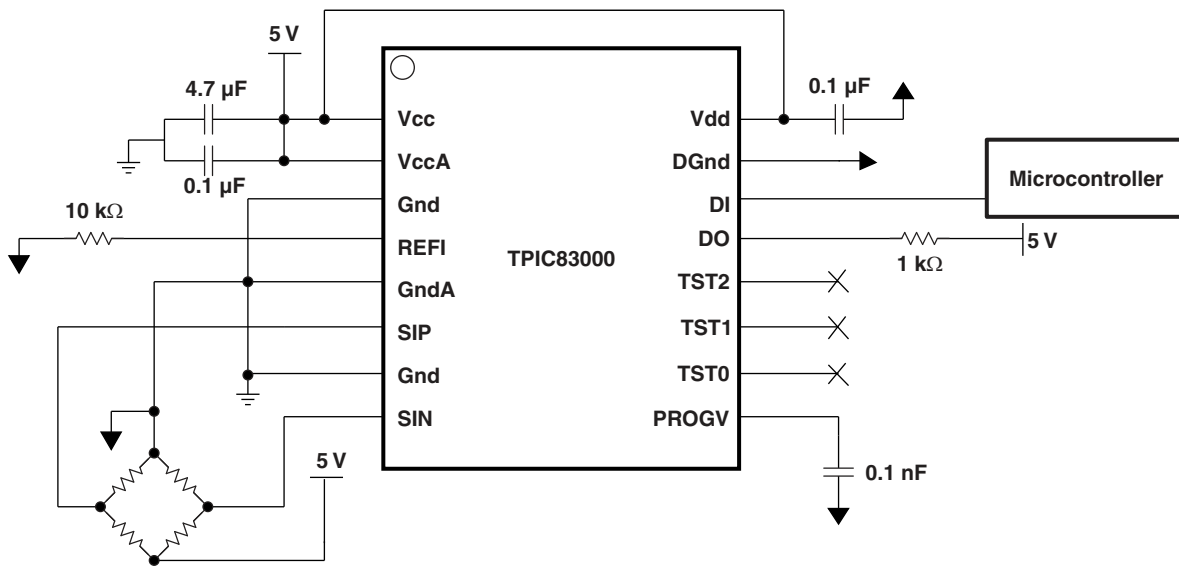 5 V
4.7 µF
0.1 µF
10 kΩ
Vcc
VccA
Gnd
REFI
GndA
SIP
Gnd
SIN
5 V
TPIC83000
Vdd
DGnd
DI
DO
TST2
TST1
TST0
PROGV
0.1 µF
Microcontroller
5 V
1 kΩ
0.1 nF